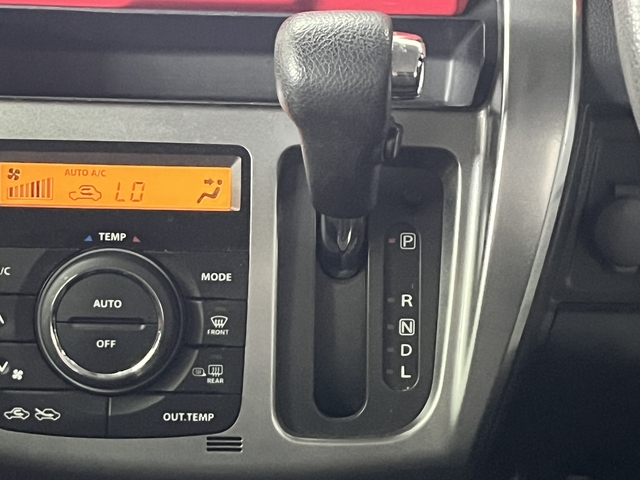 AUTO A/C
LO
TEMP
A/C
MODE
AUTO
OFF
FRONT
REAR
OUT.TEMP
P
R
N
D
L